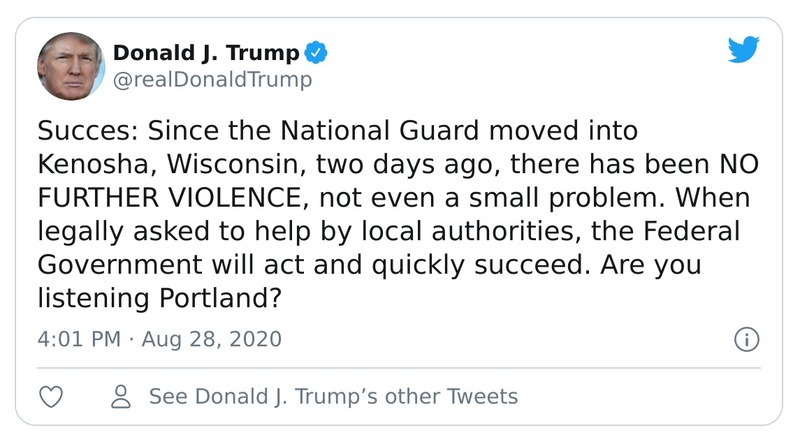 Donald J. Trump
@realDonaldTrump
Succes: Since the National Guard moved into
Kenosha, Wisconsin, two days ago, there has been NO
FURTHER VIOLENCE, not even a small problem. When
legally asked to help by local authorities, the Federal
Government will act and quickly succeed. Are you
listening Portland?
4:01 PM · Aug 28, 2020
See Donald J. Trump’s other Tweets